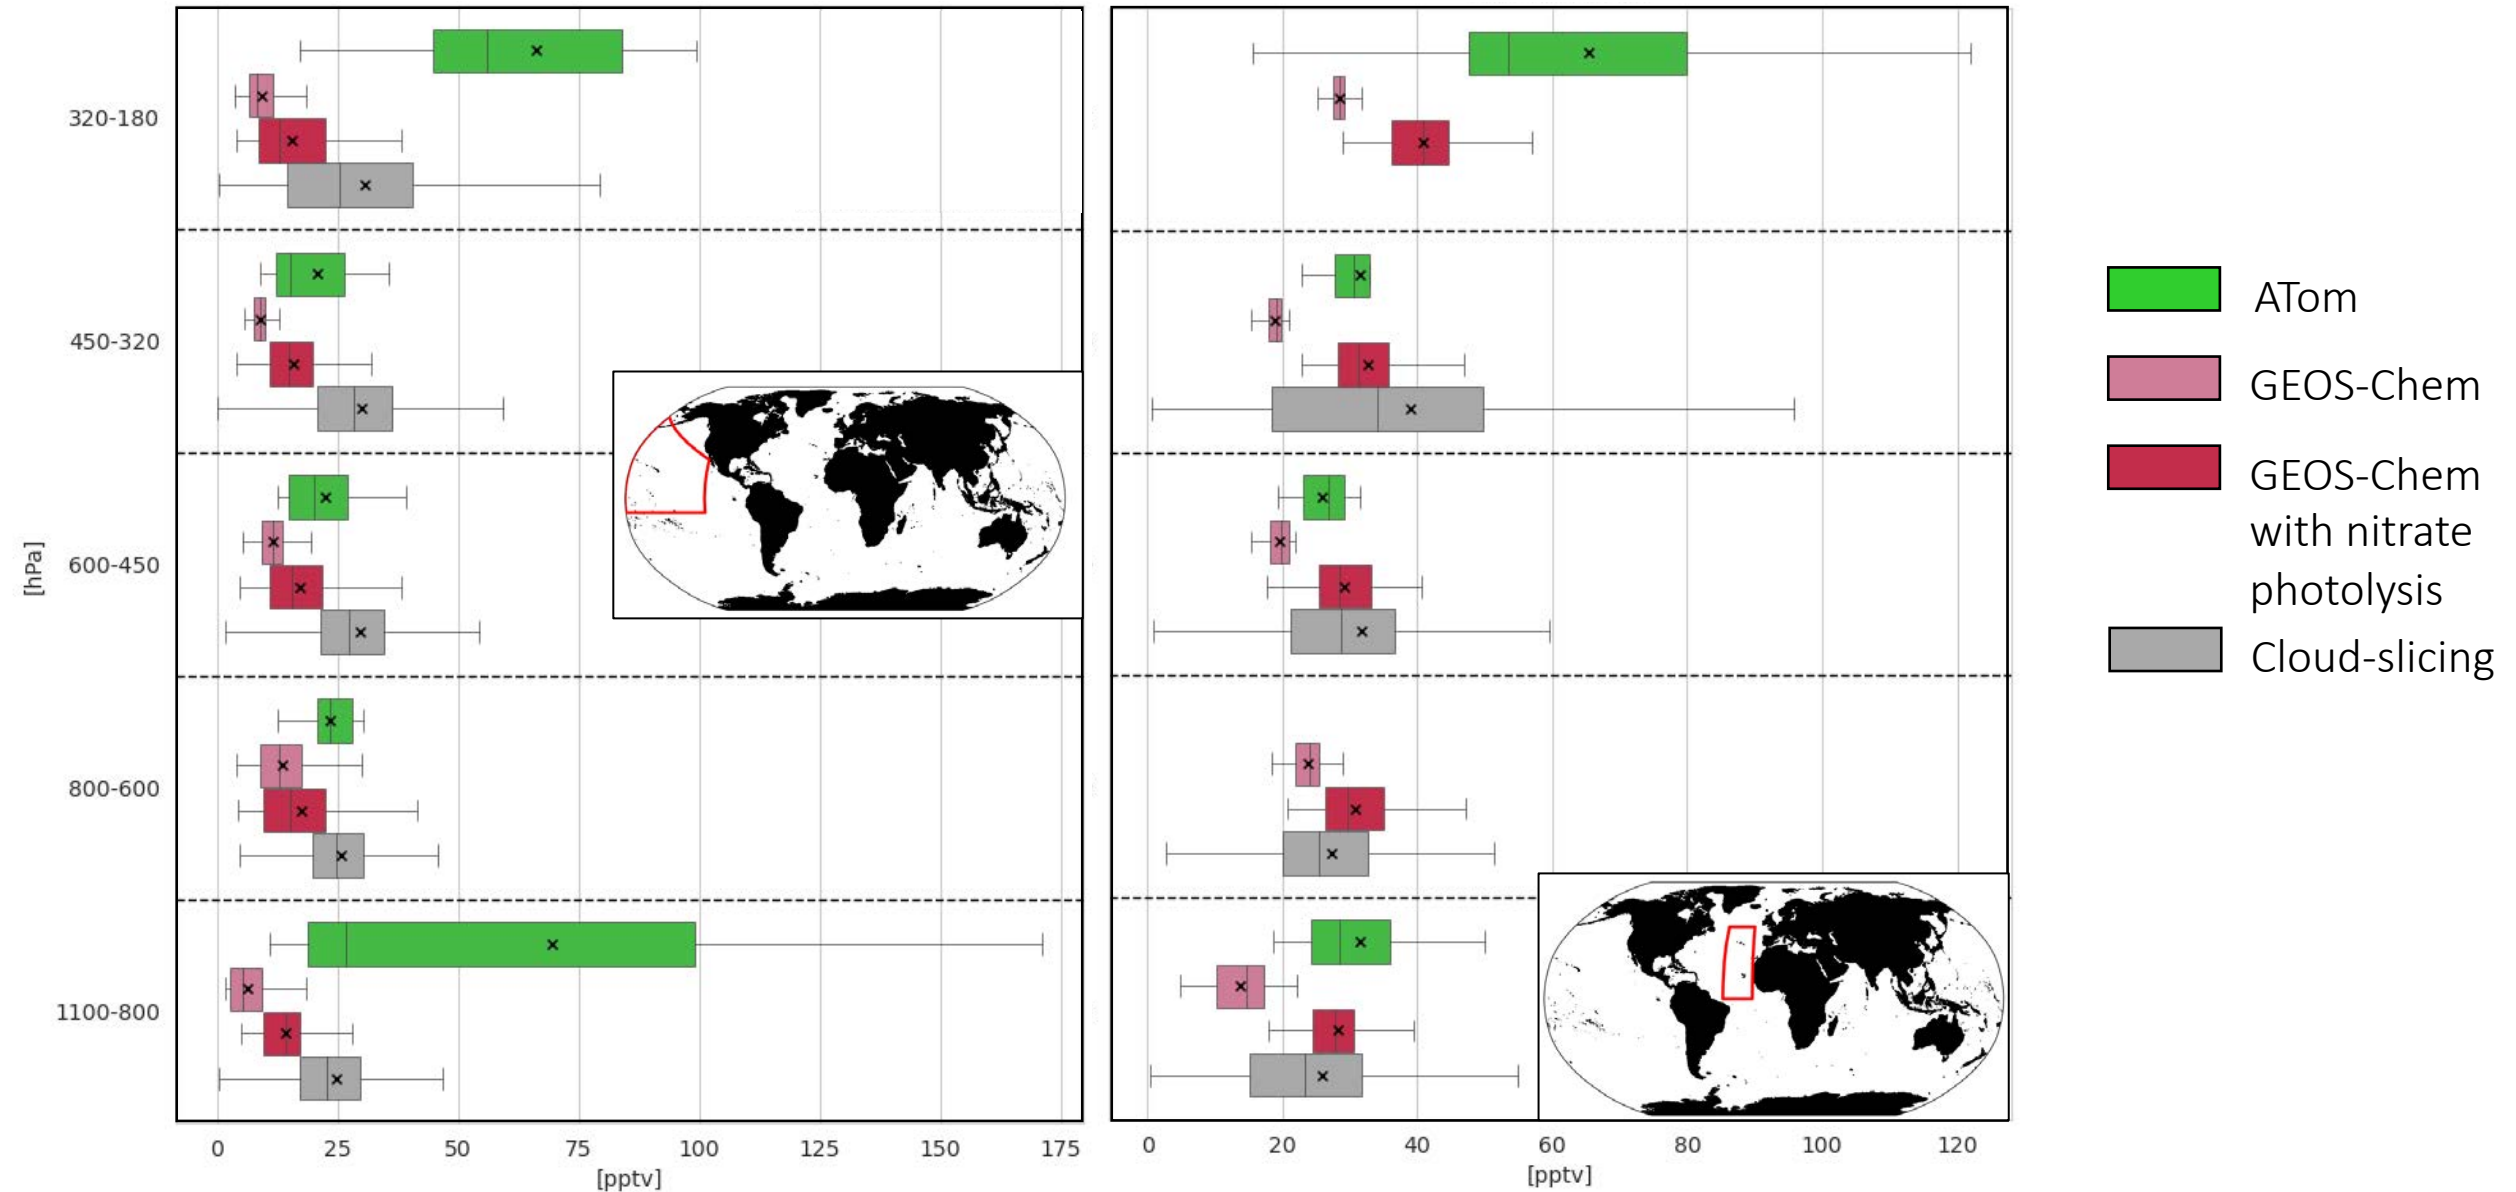 320-180
450-320
600-450
800-600
1100-800
[hPa]
0 25 50 75 100 125 150 175
[pptv]
0 20 40 60 80 100 120
[pptv]
ATom
GEOS-Chem
GEOS-Chem
with nitrate
photolysis
Cloud-slicing